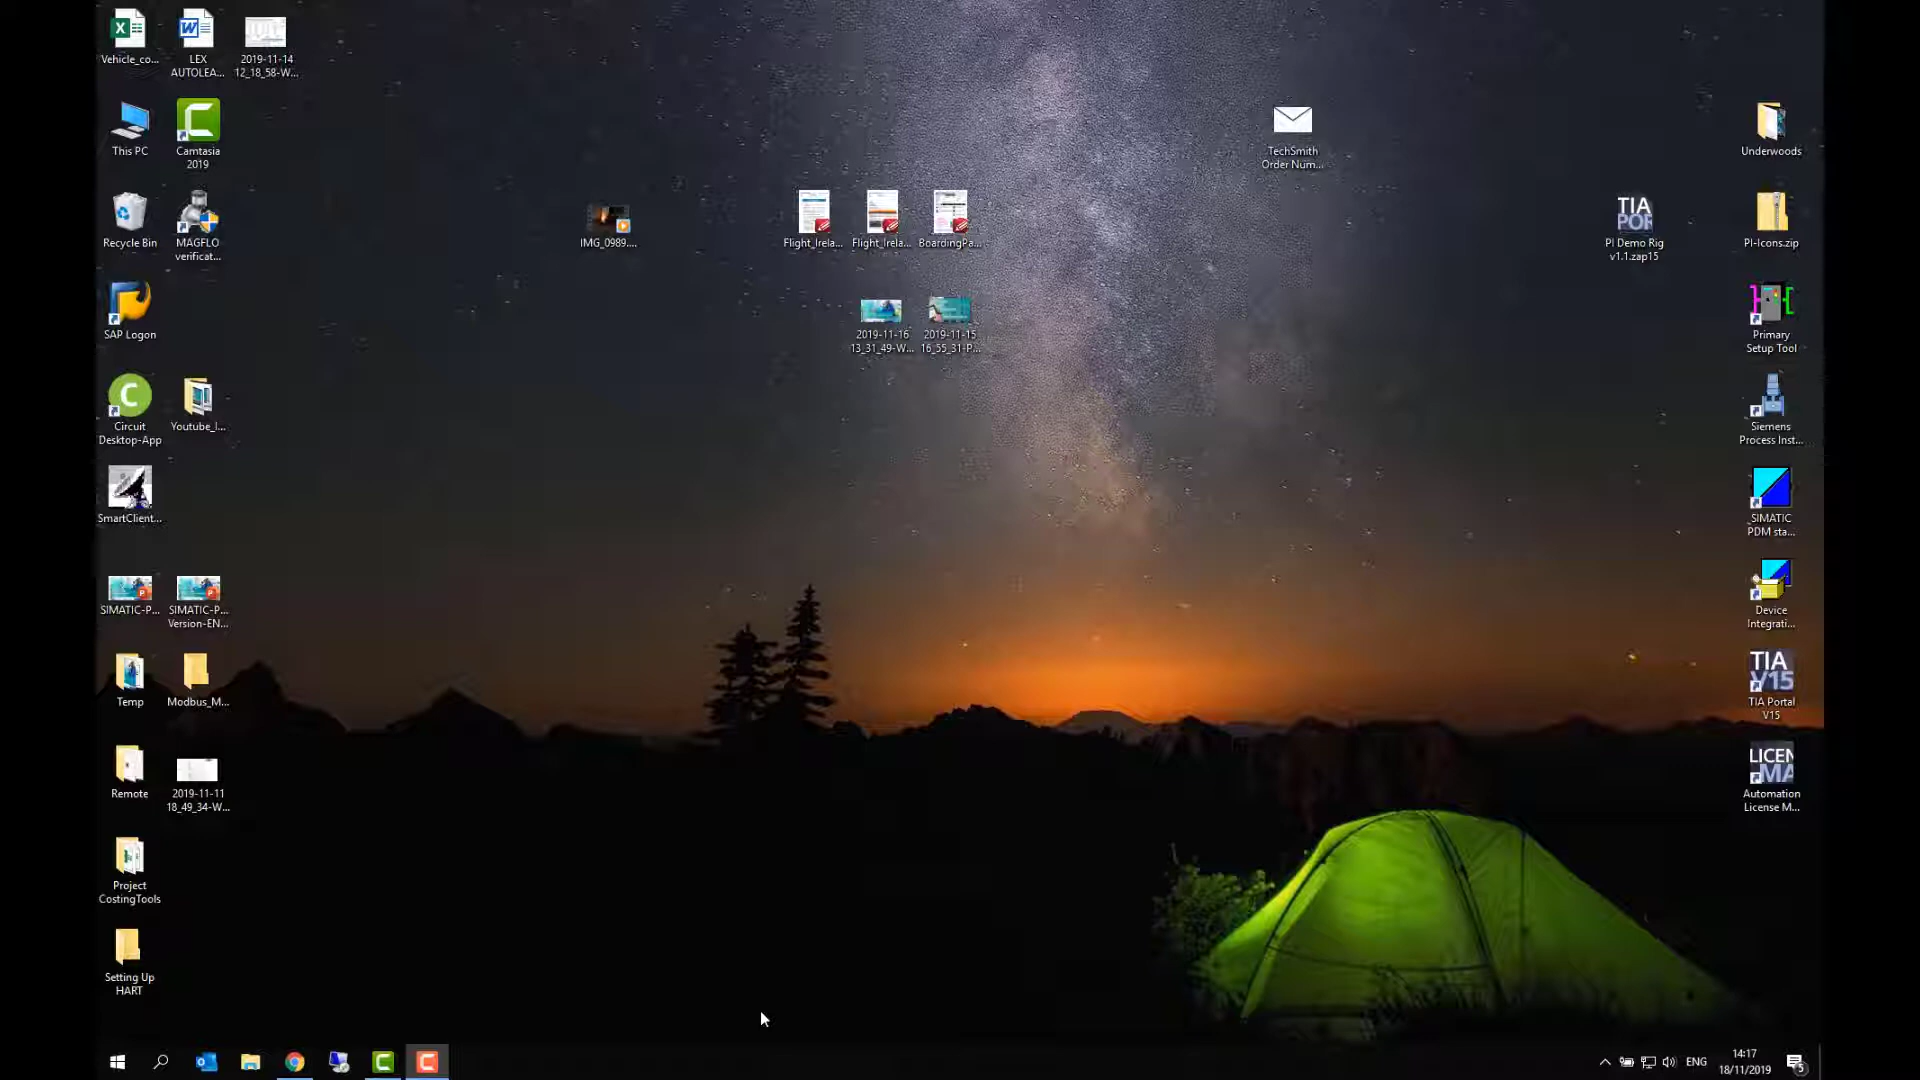 Vehicle_co...
LEX
AUTOLEA...
2019-11-14
12_18_58-W...
This PC
Camtasia
2019
TechSmith
Order Num...
Underwoods
Recycle Bin
MAGFLO
verificat...
IMG_0989....
Flight_Irela...
Flight_Irela...
BoardingPa...
TIA
POR
PI Demo Rig
v1.1.zap15
PI-Icons.zip
SAP Logon
2019-11-16
13_31_49-W...
2019-11-15
16_55_31-P...
Primary
Setup Tool
Circuit
Desktop-App
Youtube_I...
Siemens
Process Inst...
SmartClient...
SIMATIC
PDM sta...
SIMATIC-P...
SIMATIC-P...
Version-EN...
Device
Integrati...
Temp
Modbus_M...
TIA
V15
TIA Portal
V15
Remote
2019-11-11
18_49_34-W...
LICEN
MA
Automation
License M...
Project
CostingTools
Setting Up
HART
ENG
14:17
18/11/2019
5